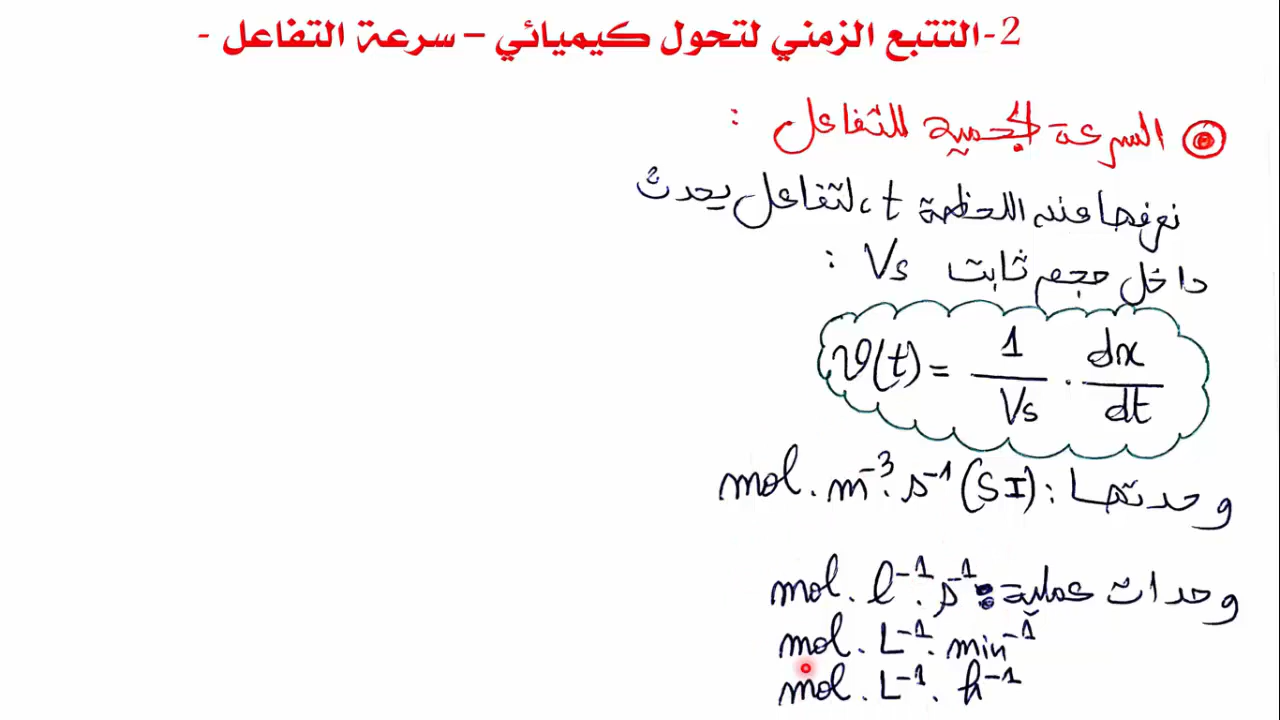 2-التتبع الزمني لتحول كيميائي – سرعة التفاعل -
السرعة الحجمية للتفاعل :
نعرفها عند اللحظة t، لتفاعل يحدث
داخل حجم ثابت Vs :
v(t) = 1/Vs . dx/dt
وحدتها : mol. m⁻³. s⁻¹ (SI)
وحدات عملية : mol. l⁻¹. s⁻¹
mol. L⁻¹. min⁻¹
mol. L⁻¹. h⁻¹